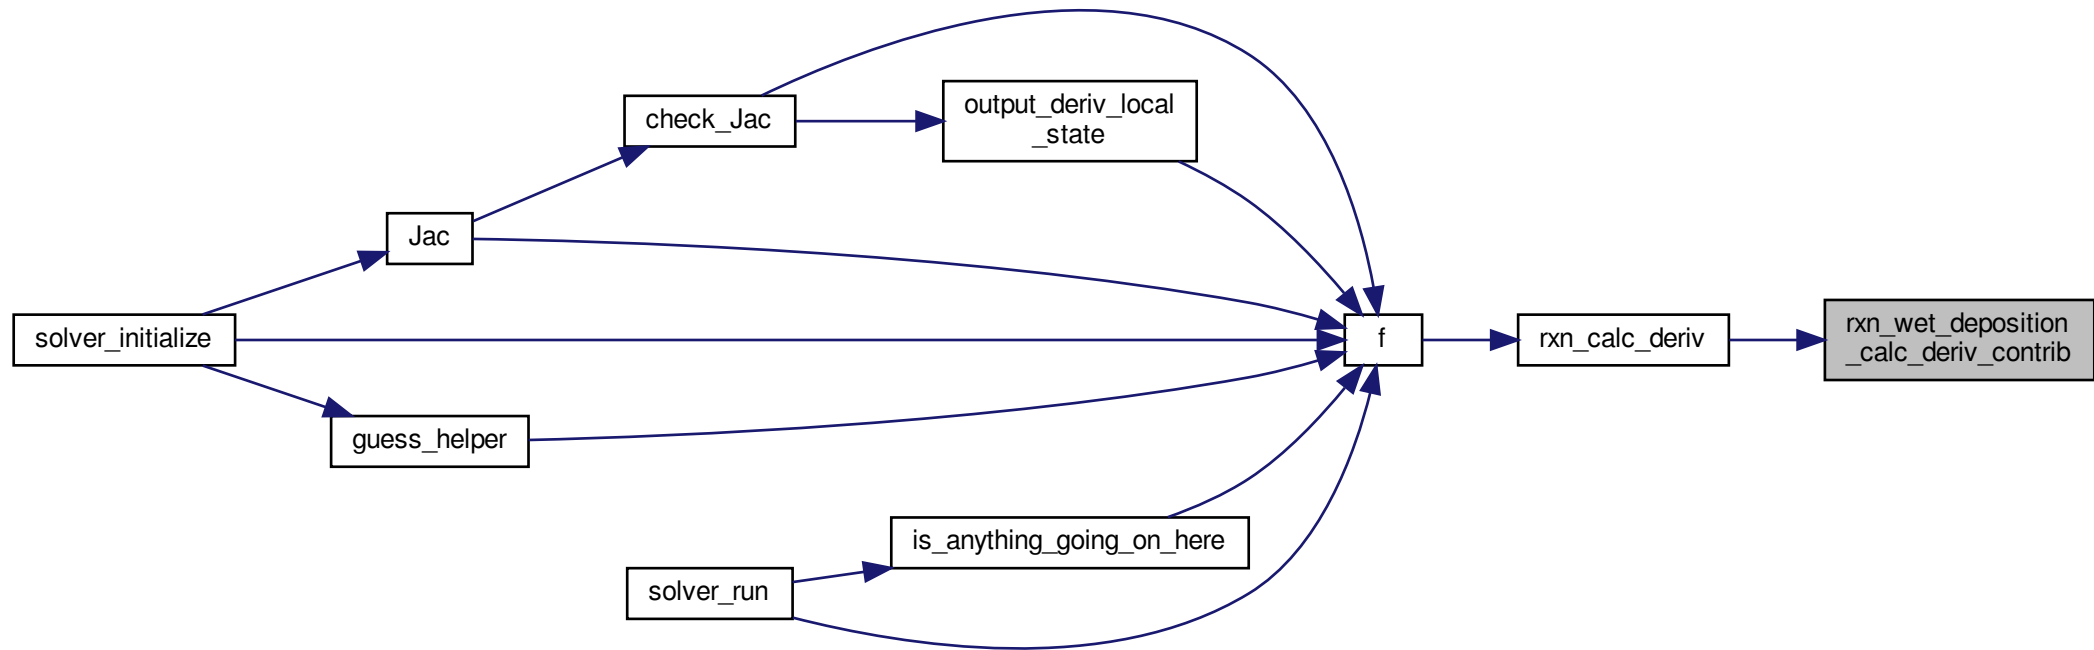 check_Jac
output_deriv_local
_state
Jac
solver_initialize
f
rxn_calc_deriv
rxn_wet_deposition
_calc_deriv_contrib
guess_helper
is_anything_going_on_here
solver_run